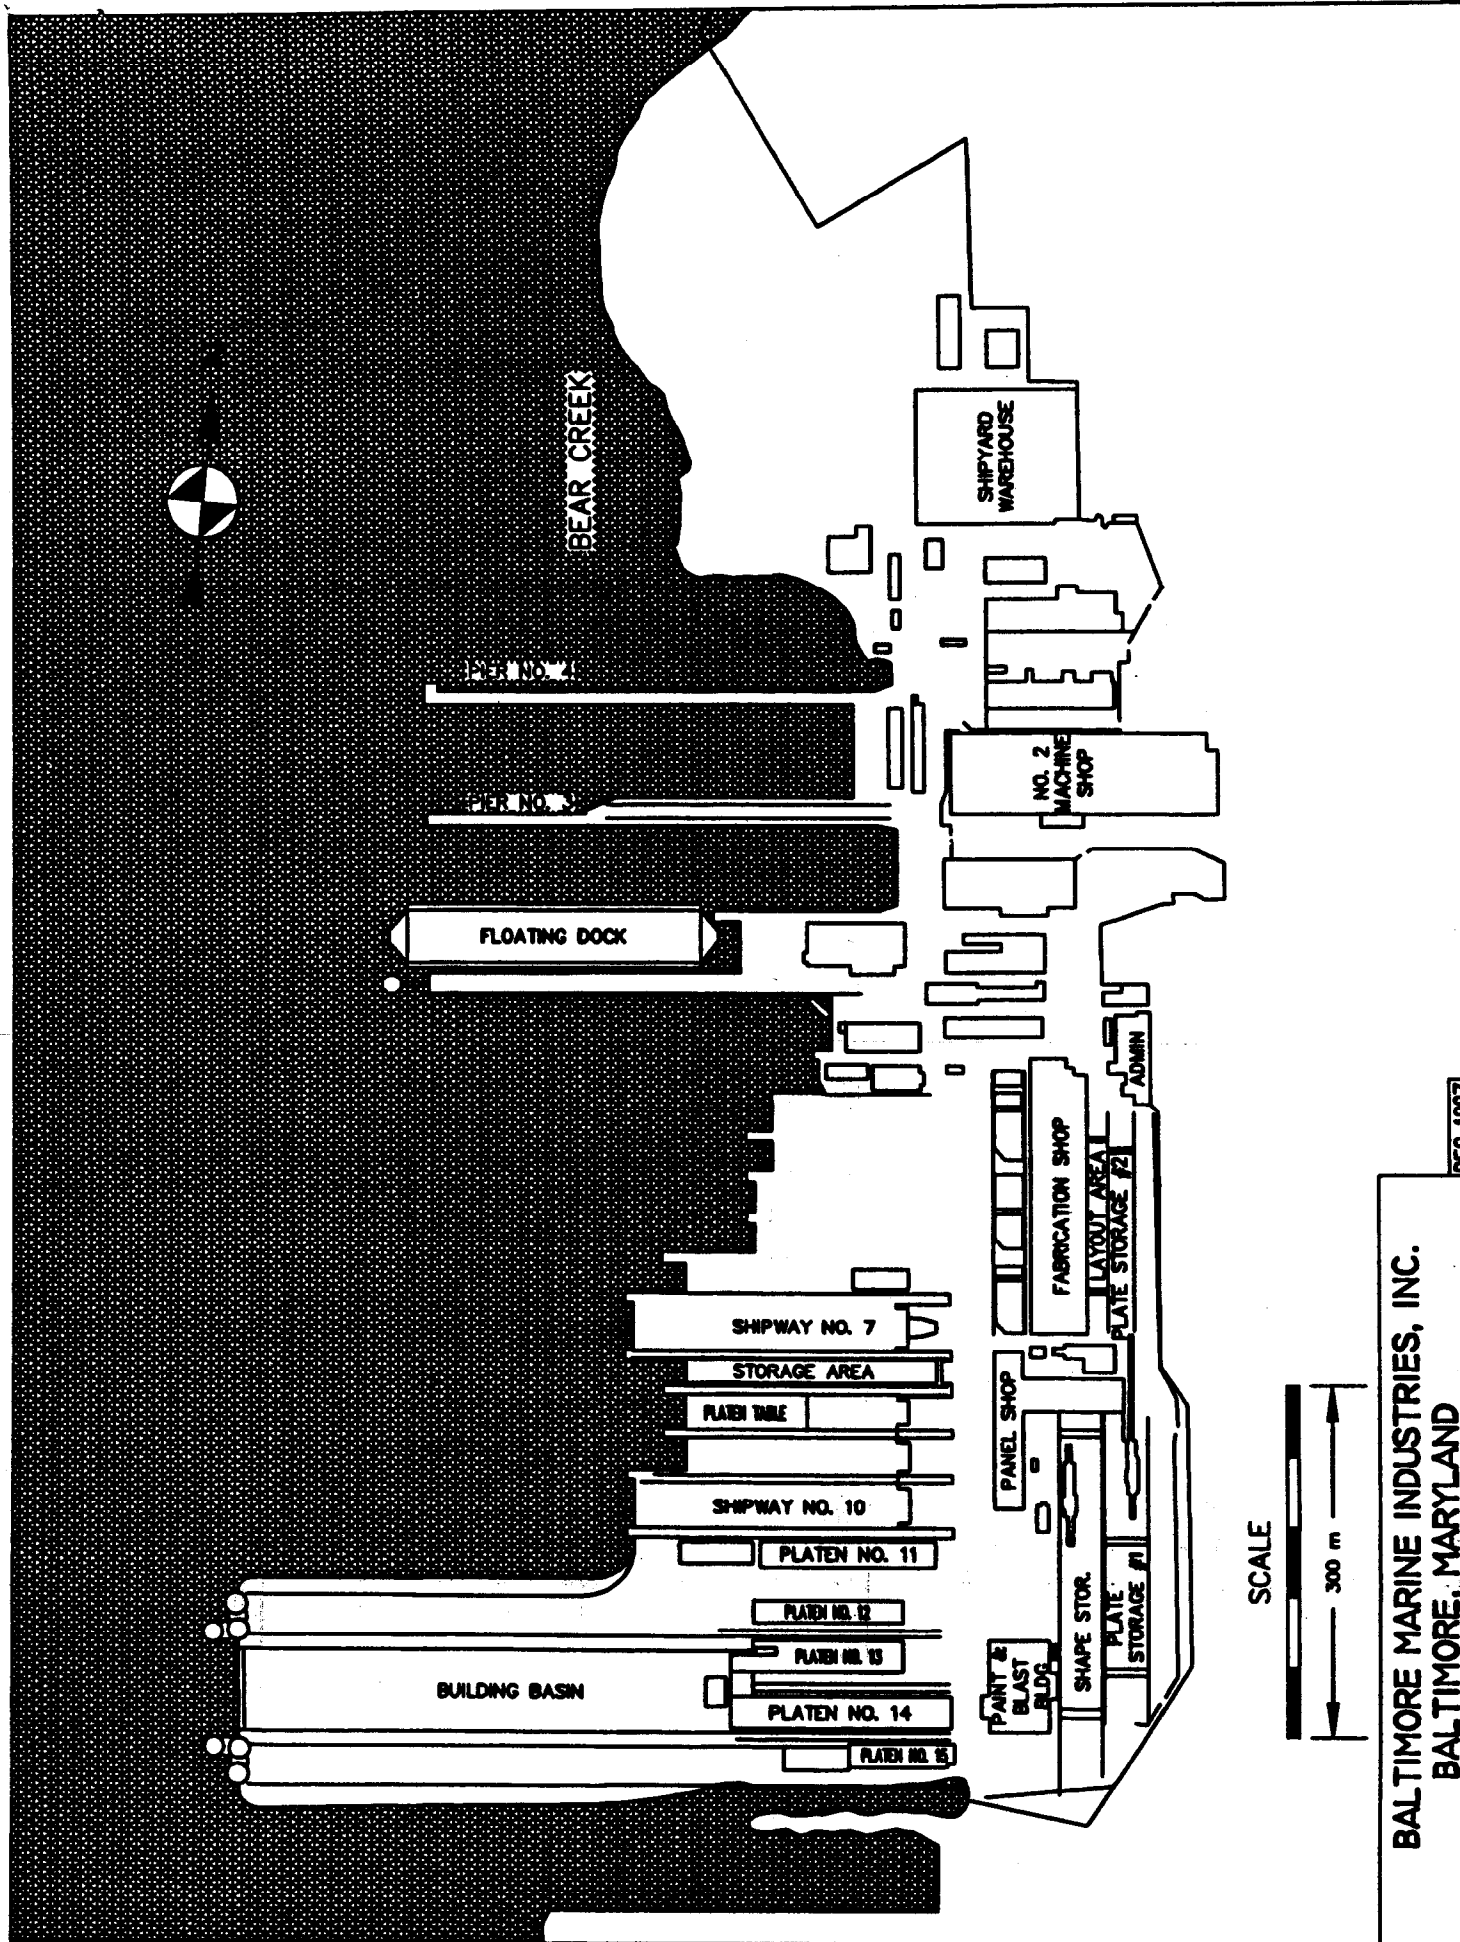 BEAR CREEK
SHIPYARD
WAREHOUSE
PIER NO. 4
PIER NO. 3
NO. 2
MACHINE
SHOP
FLOATING DOCK
ADMIN
FABRICATION SHOP
LAYOUT AREA
PLATE STORAGE #2
SHIPWAY NO. 7
STORAGE AREA
PLATEN TABLE
PANEL SHOP
SHIPWAY NO. 10
PLATEN NO. 11
PLATEN NO. 12
PLATEN NO. 13
BUILDING BASIN
PLATEN NO. 14
PLATEN NO. 15
PAINT &
BLAST
BLDG
SHAPE STOR.
PLATE
STORAGE #1
SCALE
300 m
BALTIMORE MARINE INDUSTRIES, INC.
BALTIMORE, MARYLAND